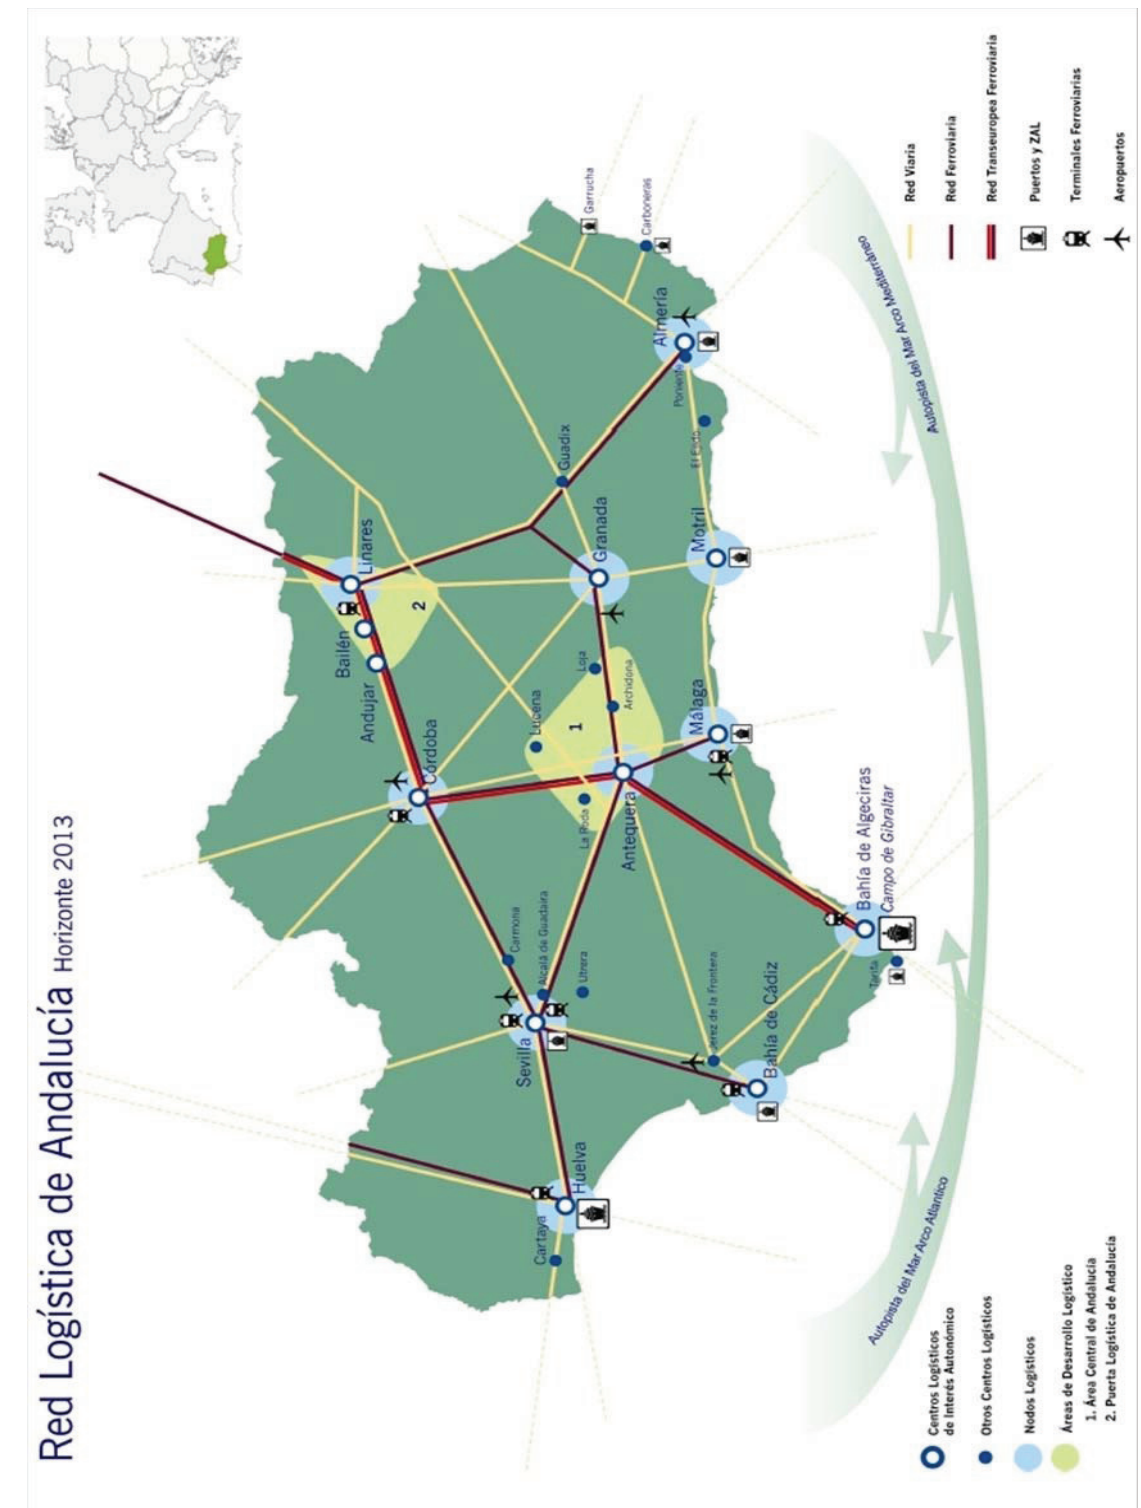 Red Logística de Andalucía Horizonte 2013
Garrucha
Carboneras
Almería
Poniente
El Ejido
Guadix
Granada
Motril
Linares
Bailén
Andujar
2
Córdoba
Lucena
Loja
Archidona
1
La Roda
Antequera
Málaga
Carmona
Alcalá de Guadaira
Utrera
Sevilla
Jerez de la Frontera
Bahía de Cádiz
Bahía de Algeciras
Campo de Gibraltar
Tarifa
Huelva
Cartaya
Autopista del Mar Arco Atlantico
Autopista del Mar Arco Mediterráneo
Centros Logísticos
de Interés Autonómico
Otros Centros Logísticos
Nodos Logísticos
Áreas de Desarrollo Logístico
1. Área Central de Andalucía
2. Puerta Logística de Andalucía
Red Viaria
Red Ferroviaria
Red Transeuropea Ferroviaria
Puertos y ZAL
Terminales Ferroviarias
Aeropuertos